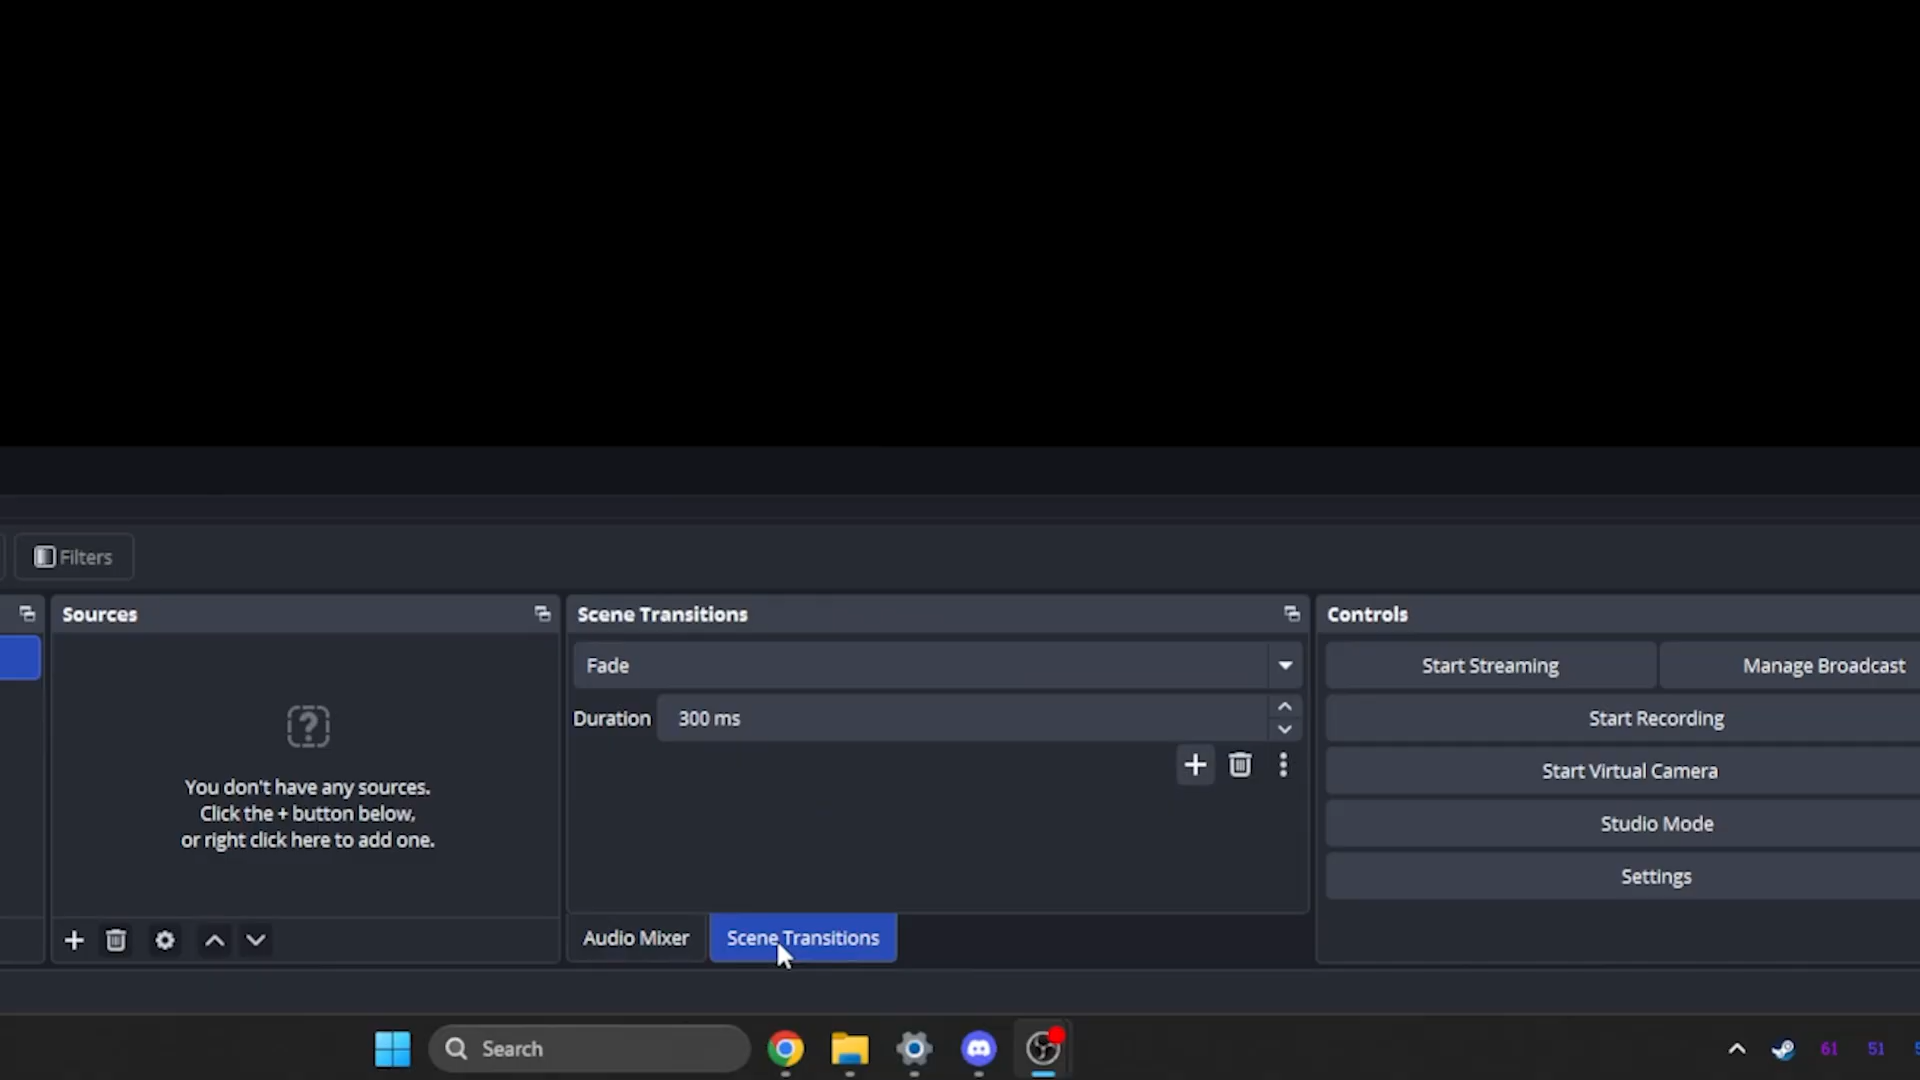 Filters
Sources
Scene Transitions
Controls
Fade
Start Streaming
Manage Broadcast
Duration
300 ms
Start Recording
Start Virtual Camera
You don't have any sources.
Click the + button below,
or right click here to add one.
Studio Mode
Settings
Audio Mixer
Scene Transitions
Search
61
51